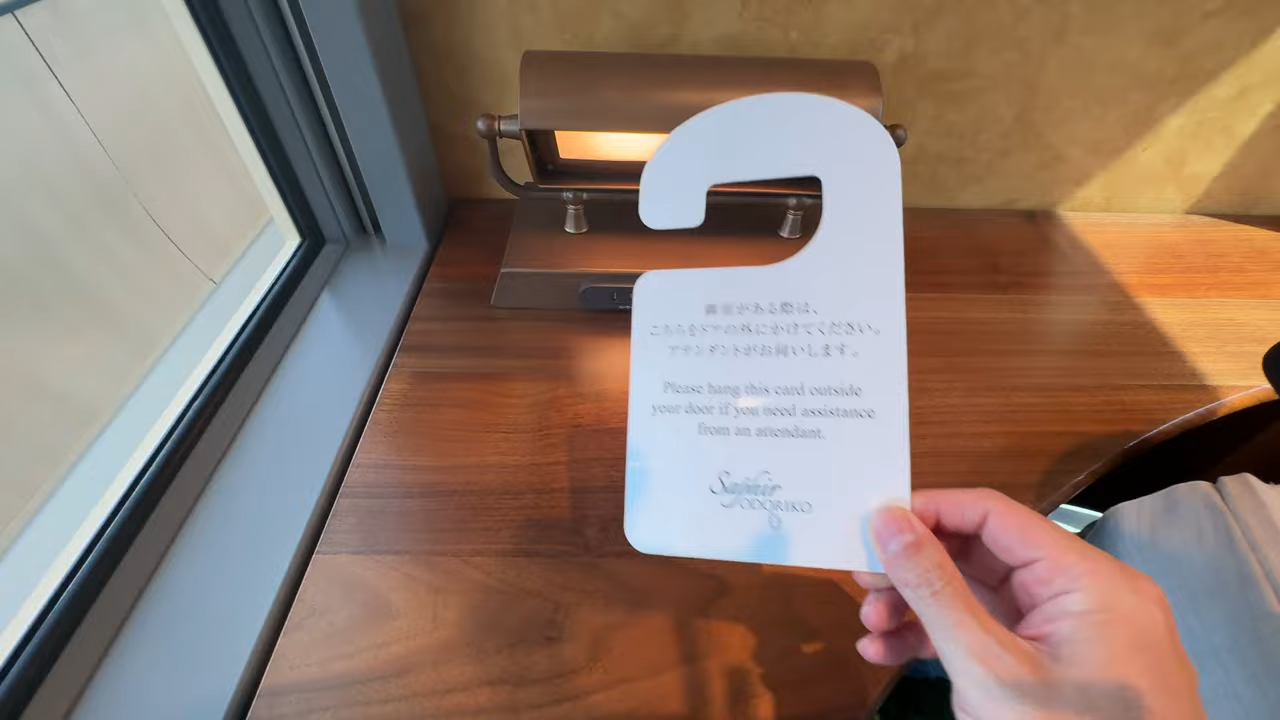 がある際は、
こちらをドアの外にかけてください。
アテンダントがお伺いします。
Please hang this card outside
your door if you need assistance
from an attendant.
Saphir
ODORIKO